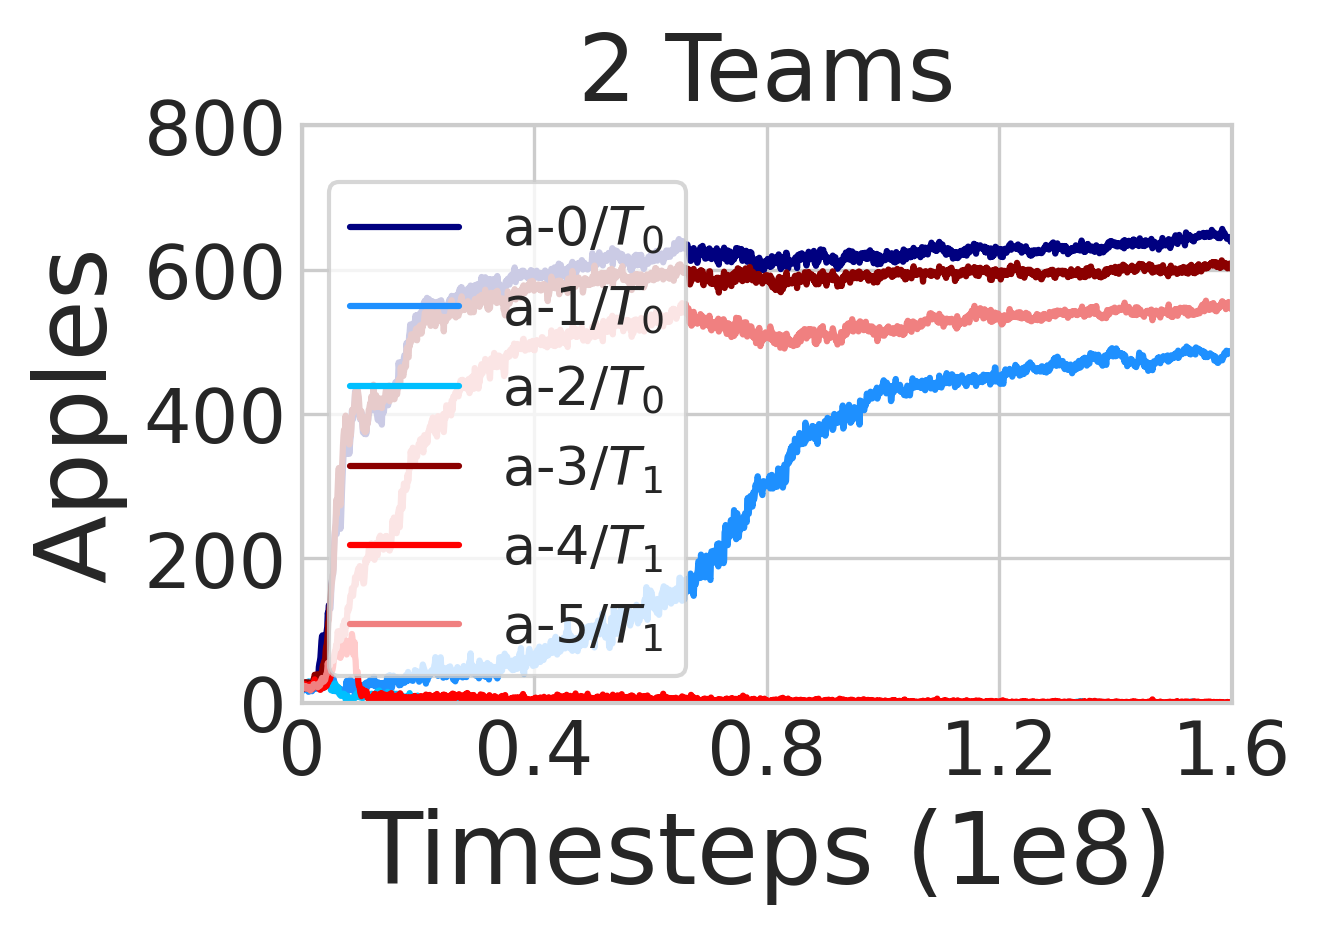 2 Teams
800
600
400
200
0
Apples
a-0/T₀
a-1/T₀
a-2/T₀
a-3/T₁
a-4/T₁
a-5/T₁
0 0.4 0.8 1.2 1.6
Timesteps (1e8)